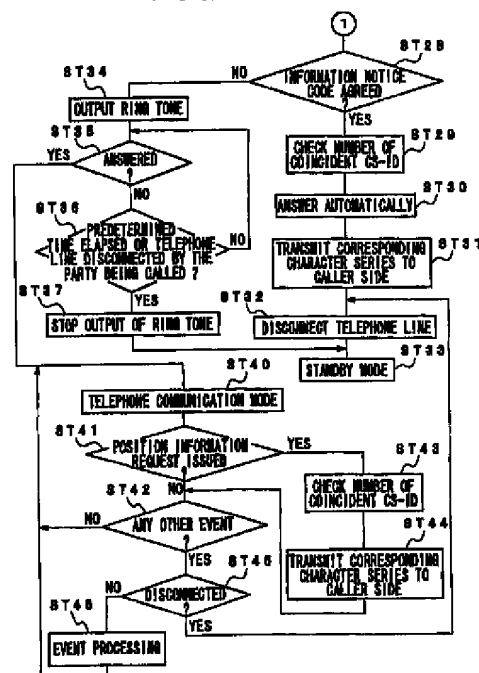 1
ST28
INFORMATION NOTICE
CODE AGREED
?
NO
YES
ST34
OUTPUT RING TONE
ST35
YES
ANSWERED
?
NO
ST36
PREDETERMINED
TIME ELAPSED OR TELEPHONE
LINE DISCONNECTED BY THE
PARTY BEING CALLED ?
NO
YES
ST37
STOP OUTPUT OF RING TONE
ST29
CHECK NUMBER OF
COINCIDENT CS-ID
ST30
ANSWER AUTOMATICALLY
ST31
TRANSMIT CORRESPONDING
CHARACTER SERIES TO
CALLER SIDE
ST32
DISCONNECT TELEPHONE LINE
ST33
STANDBY MODE
ST40
TELEPHONE COMMUNICATION MODE
ST41
POSITION INFORMATION
REQUEST ISSUED
YES
NO
ST43
CHECK NUMBER OF
COINCIDENT CS-ID
ST42
NO
ANY OTHER EVENT
?
YES
ST44
TRANSMIT CORRESPONDING
CHARACTER SERIES TO
CALLER SIDE
ST45
NO
DISCONNECTED
?
YES
EVENT PROCESSING